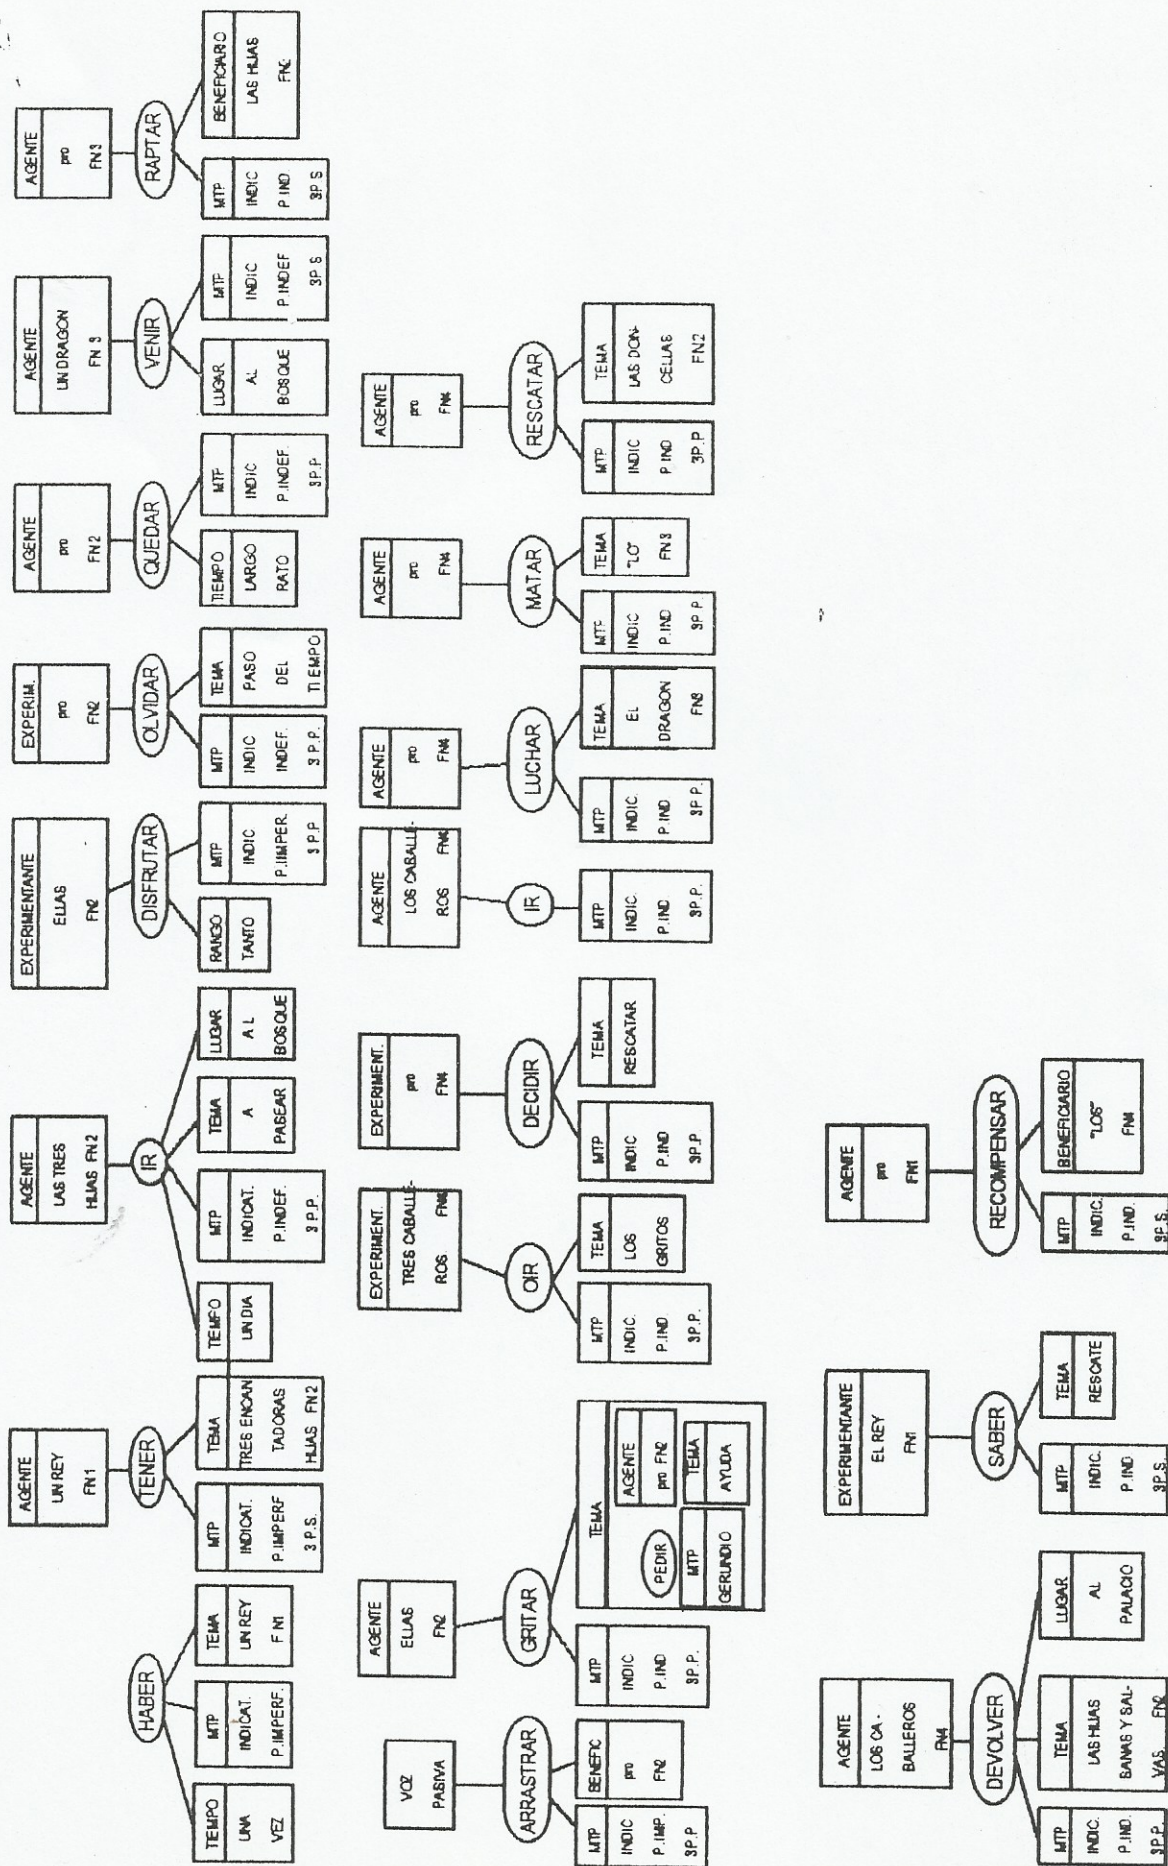 HABER
TIEMPO
UNA
VEZ
MTP
INDICAT.
P.IMPERF.
TEMA
UN REY
FN1
AGENTE
UN REY
FN1
TENER
MTP
INDICAT.
P.IMPERF
3 P.S.
TEMA
TRES ENCAN
TADORAS
HIJAS FN2
AGENTE
LAS TRES
HIJAS FN2
IR
TIEMPO
UN DIA
MTP
INDICAT.
P.INDEF.
3 P.P.
TEMA
A
PASEAR
LUGAR
AL
BOSQUE
EXPERIMENTANTE
ELLAS
FN2
DISFRUTAR
RANGO
TANTO
MTP
INDIC
P.IIMPER.
3 P.P
EXPERIM.
pro
FN2
OLVIDAR
MTP
INDIC
INDEF.
3 P.P.
TEMA
PASO
DEL
TIEMPO
AGENTE
pro
FN2
QUEDAR
TIEMPO
LARGO
RATO
MTP
INDIC
P.INDEF.
3P.P
AGENTE
UN DRAGON
FN 3
VENIR
LUGAR
AL
BOSQUE
MTP
INDIC
P.INDEF
3P S
AGENTE
pro
FN3
RAPTAR
MTP
INDIC
P IND
3P S
BENEFICIARIO
LAS HIJAS
FN2
VOZ
PASIVA
ARRASTRAR
MTP
INDIC
P.IMP.
3P.P
BENEFIC
pro
FN2
AGENTE
ELLAS
FN2
GRITAR
MTP
INDIC
P.IND
3P.P.
TEMA
PEDIR
AGENTE
pro FN2
MTP
GERUNDIO
TEMA
AYUDA
EXPERIMENT.
TRES CABALLE-
ROS
OIR
MTP
INDIC.
P.IND.
3P.P.
TEMA
LOS
GRITOS
EXPERIMENT.
pro
FN4
DECIDIR
MTP
INDIC
P.IND
3P.P
TEMA
RESCATAR
AGENTE
LOS CABALLE-
ROS FN4
IR
MTP
INDIC.
P.IND
3P.P.
AGENTE
pro
FN4
LUCHAR
MTP
INDIC.
P.IND.
3P P.
TEMA
EL
DRAGON
FN3
AGENTE
pro
FN4
MATAR
MTP
INDIC
P.IND
3P P.
TEMA
"LO"
FN3
AGENTE
pro
FN4
RESCATAR
MTP
INDIC
P IND
3P.P
TEMA
LAS DON-
CELLAS
FN2
AGENTE
LOS CA -
BALLEROS
FN4
DEVOLVER
MTP
INDIC.
P.IND.
3P.P.
TEMA
LAS HIJAS
SANAS Y SAL-
VAS. FN2
LUGAR
AL
PALACIO
EXPERIMENTANTE
EL REY
FN1
SABER
MTP
INDIC.
P.IND
3P.S.
TEMA
RESCATE
AGENTE
pro
FN1
RECOMPENSAR
MTP
INDIC.
P.IND.
3P.S.
BENEFICIARIO
"LOS"
FN4